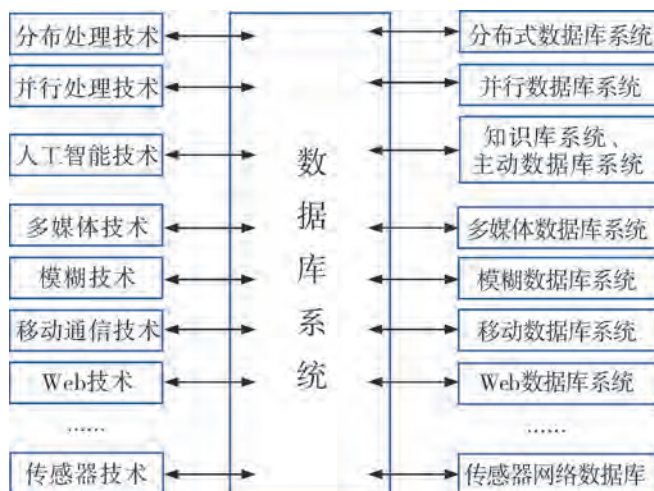 分布处理技术
并行处理技术
人工智能技术
多媒体技术
模糊技术
移动通信技术
Web技术
……
传感器技术
数据库系统
分布式数据库系统
并行数据库系统
知识库系统、
主动数据库系统
多媒体数据库系统
模糊数据库系统
移动数据库系统
Web数据库系统
……
传感器网络数据库